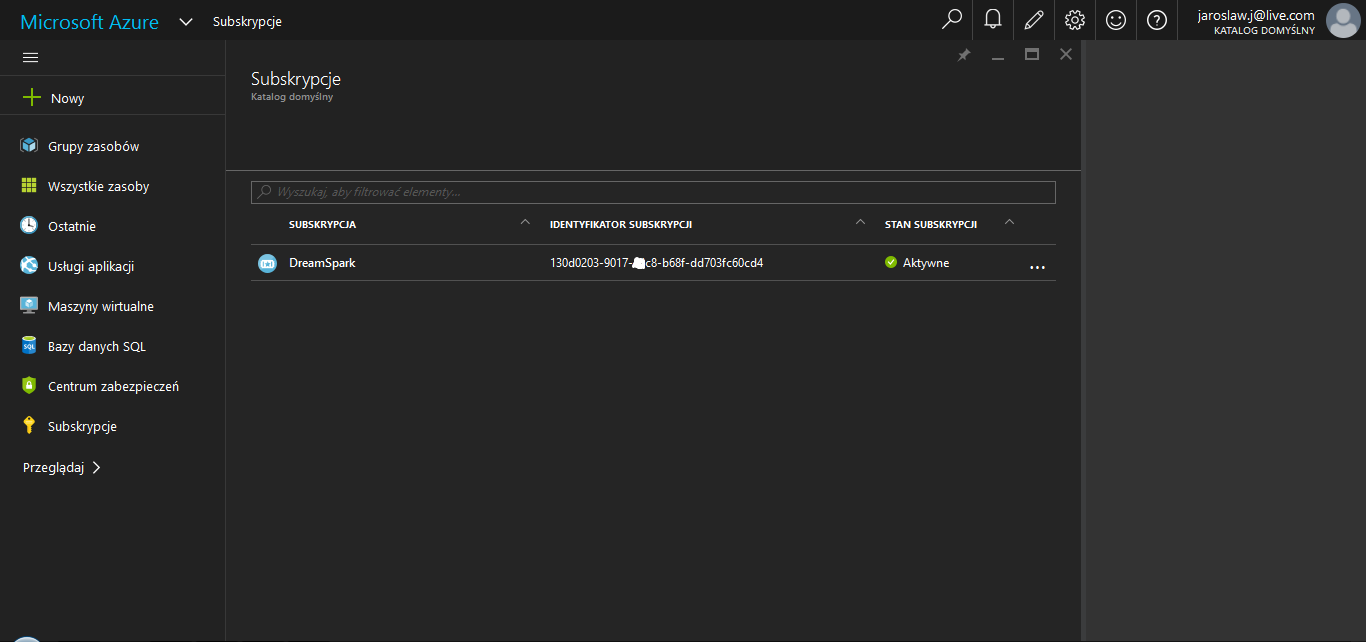 Microsoft Azure
Subskrypcje
jaroslaw.j@live.com
KATALOG DOMYŚLNY
Nowy
Grupy zasobów
Wszystkie zasoby
Ostatnie
Usługi aplikacji
Maszyny wirtualne
Bazy danych SQL
Centrum zabezpieczeń
Subskrypcje
Przeglądaj
Subskrypcje
Katalog domyślny
Wyszukaj, aby filtrować elementy...
SUBSKRYPCJA IDENTYFIKATOR SUBSKRYPCJI STAN SUBSKRYPCJI
DreamSpark 130d0203-9017-c8-b68f-dd703fc60cd4 Aktywne ...